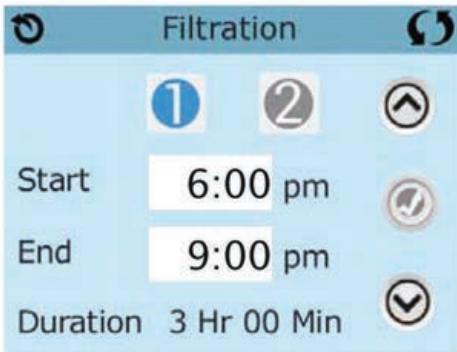 Filtration
1 2
Start 6:00 pm
End 9:00 pm
Duration 3 Hr 00 Min